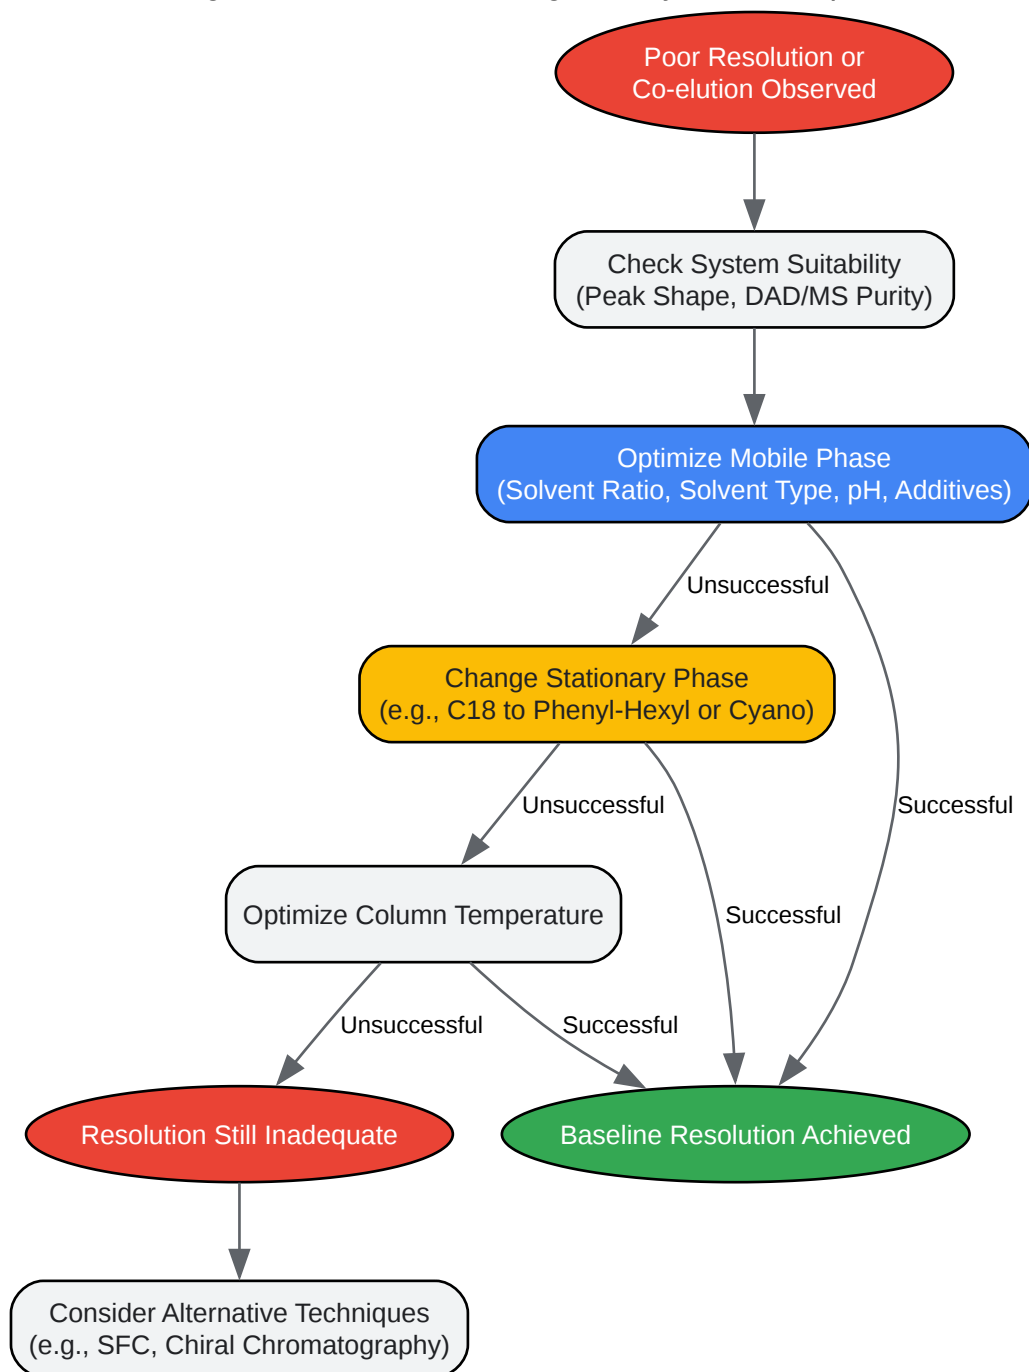 Poor Resolution or
Co-elution Observed
Check System Suitability
(Peak Shape, DAD/MS Purity)
Optimize Mobile Phase
(Solvent Ratio, Solvent Type, pH, Additives)
Unsuccessful
Change Stationary Phase
(e.g., C18 to Phenyl-Hexyl or Cyano)
Unsuccessful
Successful
Optimize Column Temperature
Successful
Unsuccessful
Successful
Resolution Still Inadequate
Baseline Resolution Achieved
Consider Alternative Techniques
(e.g., SFC, Chiral Chromatography)